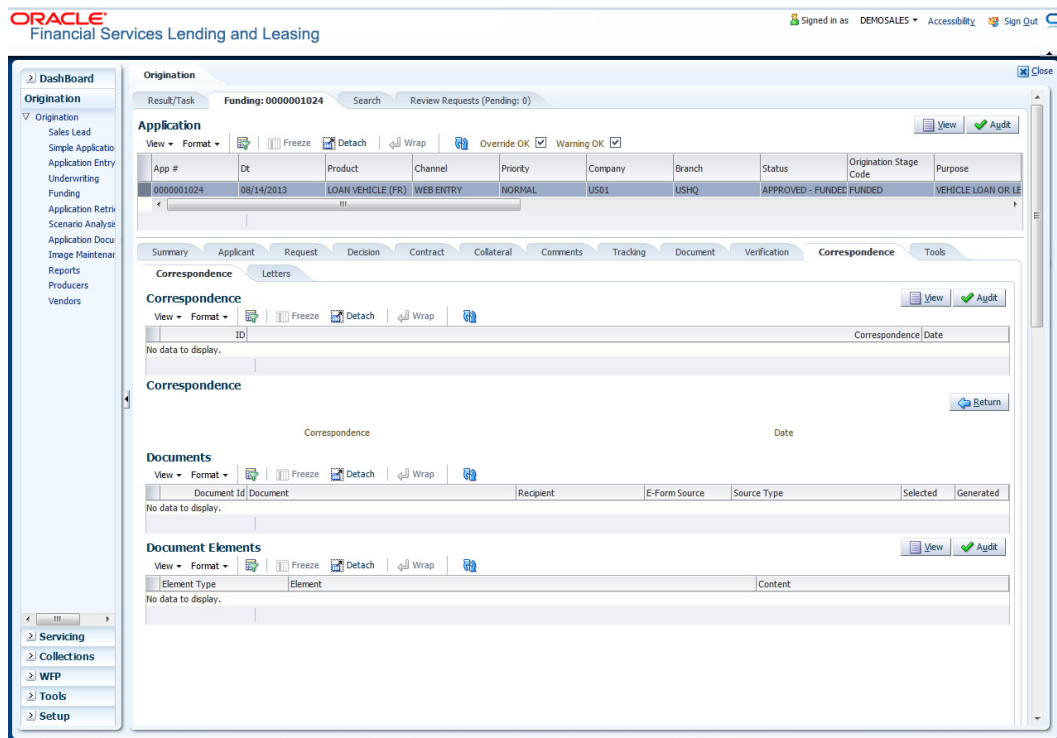 ORACLE
Financial Services Lending and Leasing
Signed in as DEMOSALES Accessibility Sign Out
Close
DashBoard
Origination
Origination
Sales Lead
Simple Applicatio
Application Entry
Underwriting
Funding
Application Retri
Scenario Analysis
Application Docu
Image Maintenar
Reports
Producers
Vendors
Servicing
Collections
WFP
Tools
Setup
Origination
Result/Task Funding: 0000001024 Search Review Requests (Pending: 0)
Application
View Audit
View Format Freeze Detach Wrap Override OK Warning OK
App # Dt Product Channel Priority Company Branch Status Origination Stage Code Purpose
0000001024 08/14/2013 LOAN VEHICLE (FR) WEB ENTRY NORMAL US01 USHQ APPROVED - FUNDED FUNDED VEHICLE LOAN OR LE
Summary Applicant Request Decision Contract Collateral Comments Tracking Document Verification Correspondence Tools
Correspondence Letters
Correspondence
View Audit
View Format Freeze Detach Wrap
ID Correspondence Date
No data to display.
Correspondence
Return
Correspondence Date
Documents
View Format Freeze Detach Wrap
Document Id Document Recipient E-Form Source Source Type Selected Generated
No data to display.
Document Elements
View Audit
View Format Freeze Detach Wrap
Element Type Element Content
No data to display.